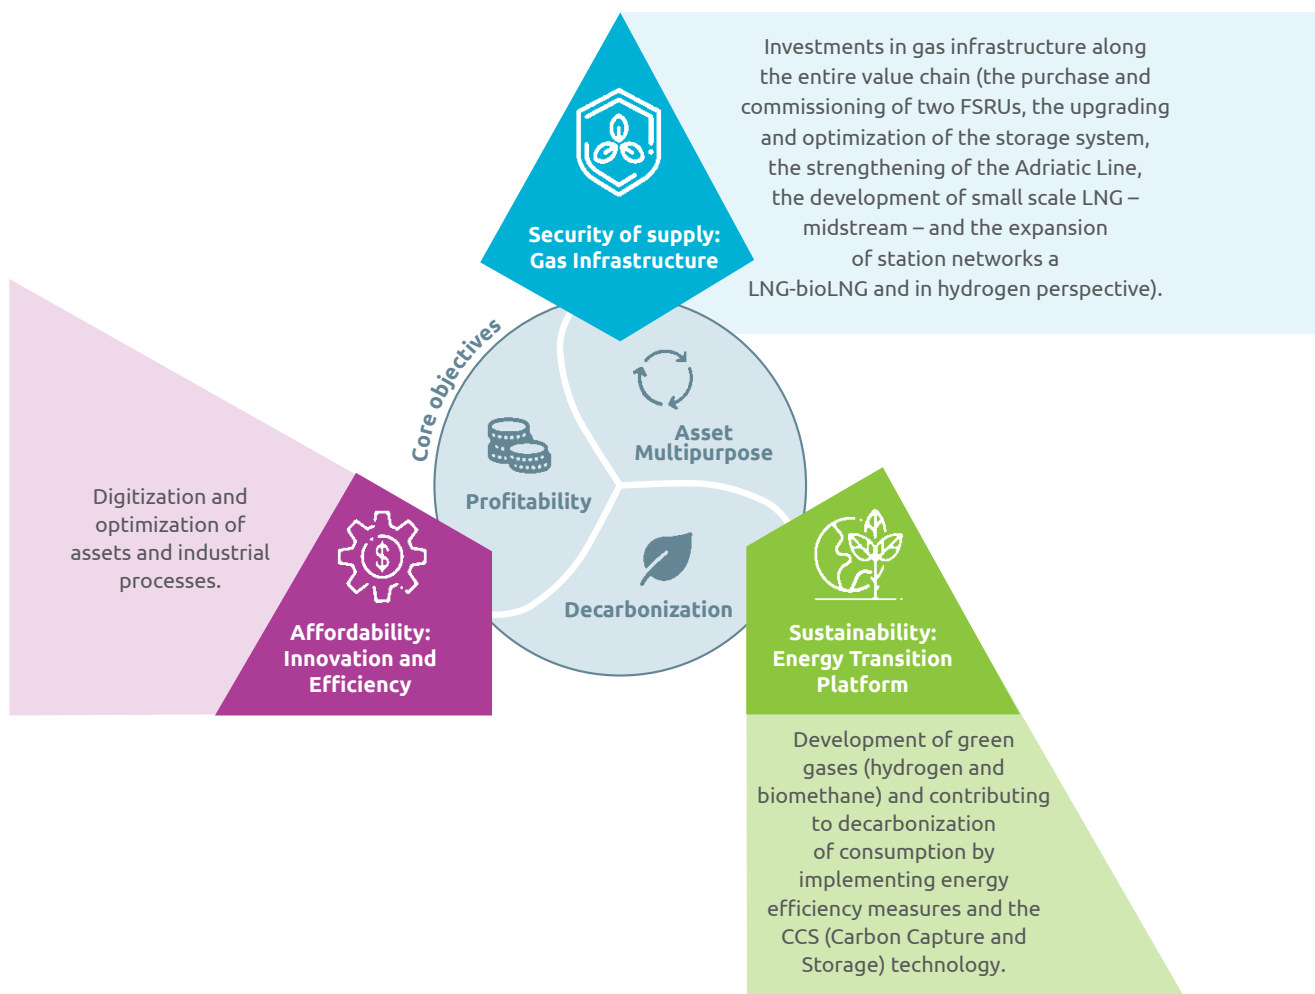 Investments in gas infrastructure along
the entire value chain (the purchase and
commissioning of two FSRUs, the upgrading
and optimization of the storage system,
the strengthening of the Adriatic Line,
the development of small scale LNG –
midstream – and the expansion
of station networks a
LNG-bioLNG and in hydrogen perspective).
Security of supply:
Gas Infrastructure
Core objectives
Asset
Multipurpose
Profitability
Decarbonization
Digitization and
optimization of
assets and industrial
processes.
$
Affordability:
Innovation and
Efficiency
Sustainability:
Energy Transition
Platform
Development of green
gases (hydrogen and
biomethane) and contributing
to decarbonization
of consumption by
implementing energy
efficiency measures and the
CCS (Carbon Capture and
Storage) technology.